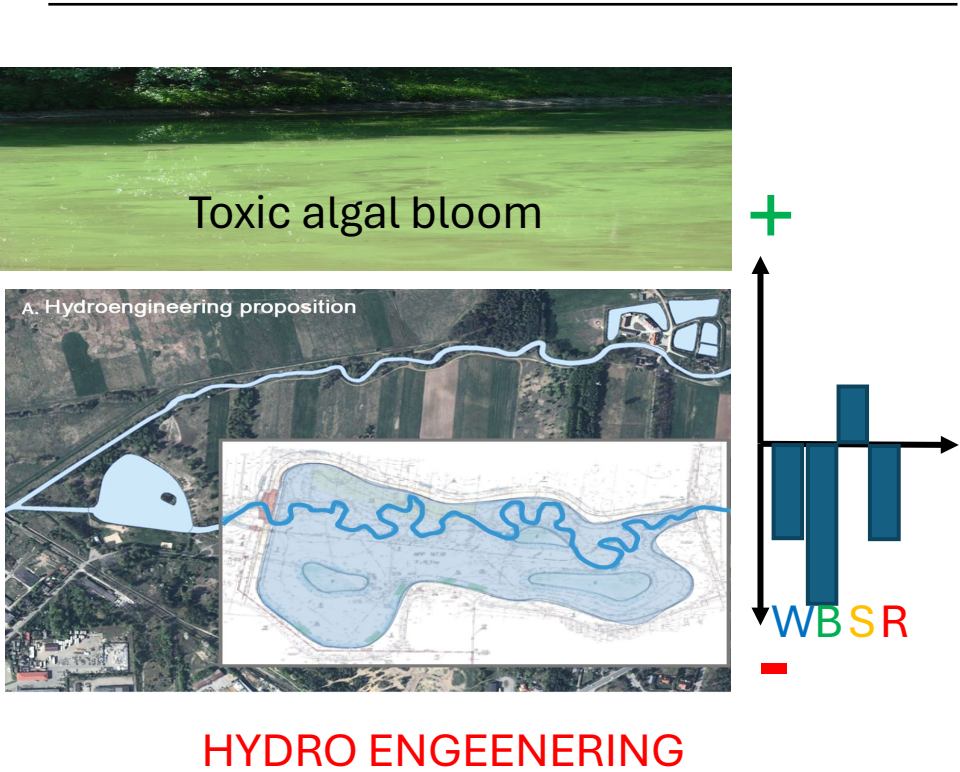 Toxic algal bloom
+
A. Hydroengineering proposition
WBSR
-
HYDRO ENGEENERING